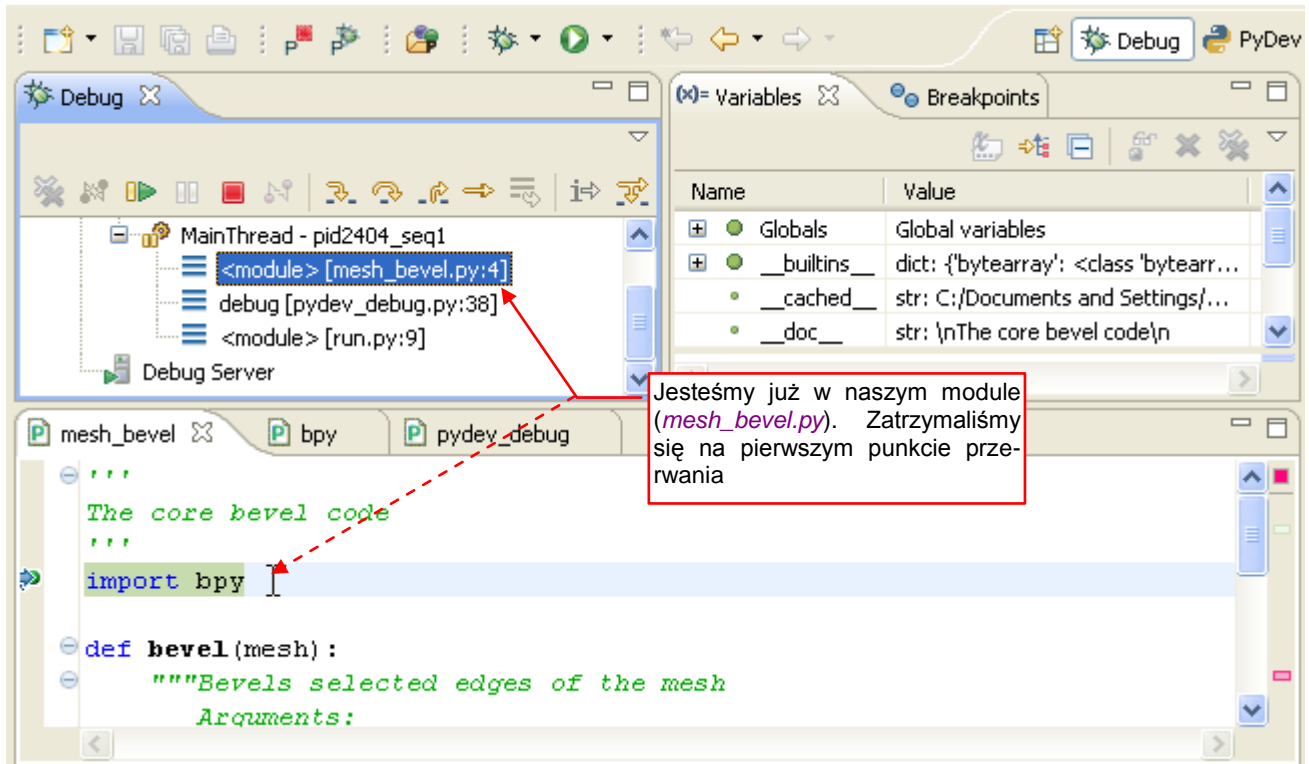 Debug
PyDev
Debug
Variables
Breakpoints
Name Value
MainThread - pid2404_seq1
<module> [mesh_bevel.py:4]
debug [pydev_debug.py:38]
<module> [run.py:9]
Debug Server
Globals Global variables
__builtins__ dict: {'bytearray': <class 'bytearr...
__cached__ str: C:/Documents and Settings/...
__doc__ str: \nThe core bevel code\n
Jesteśmy już w naszym module
(mesh_bevel.py). Zatrzymaliśmy
się na pierwszym punkcie prze-
rwania
mesh_bevel
bpy
pydev_debug
'''
The core bevel code
'''
import bpy
def bevel(mesh):
"""Bevels selected edges of the mesh
Arguments: